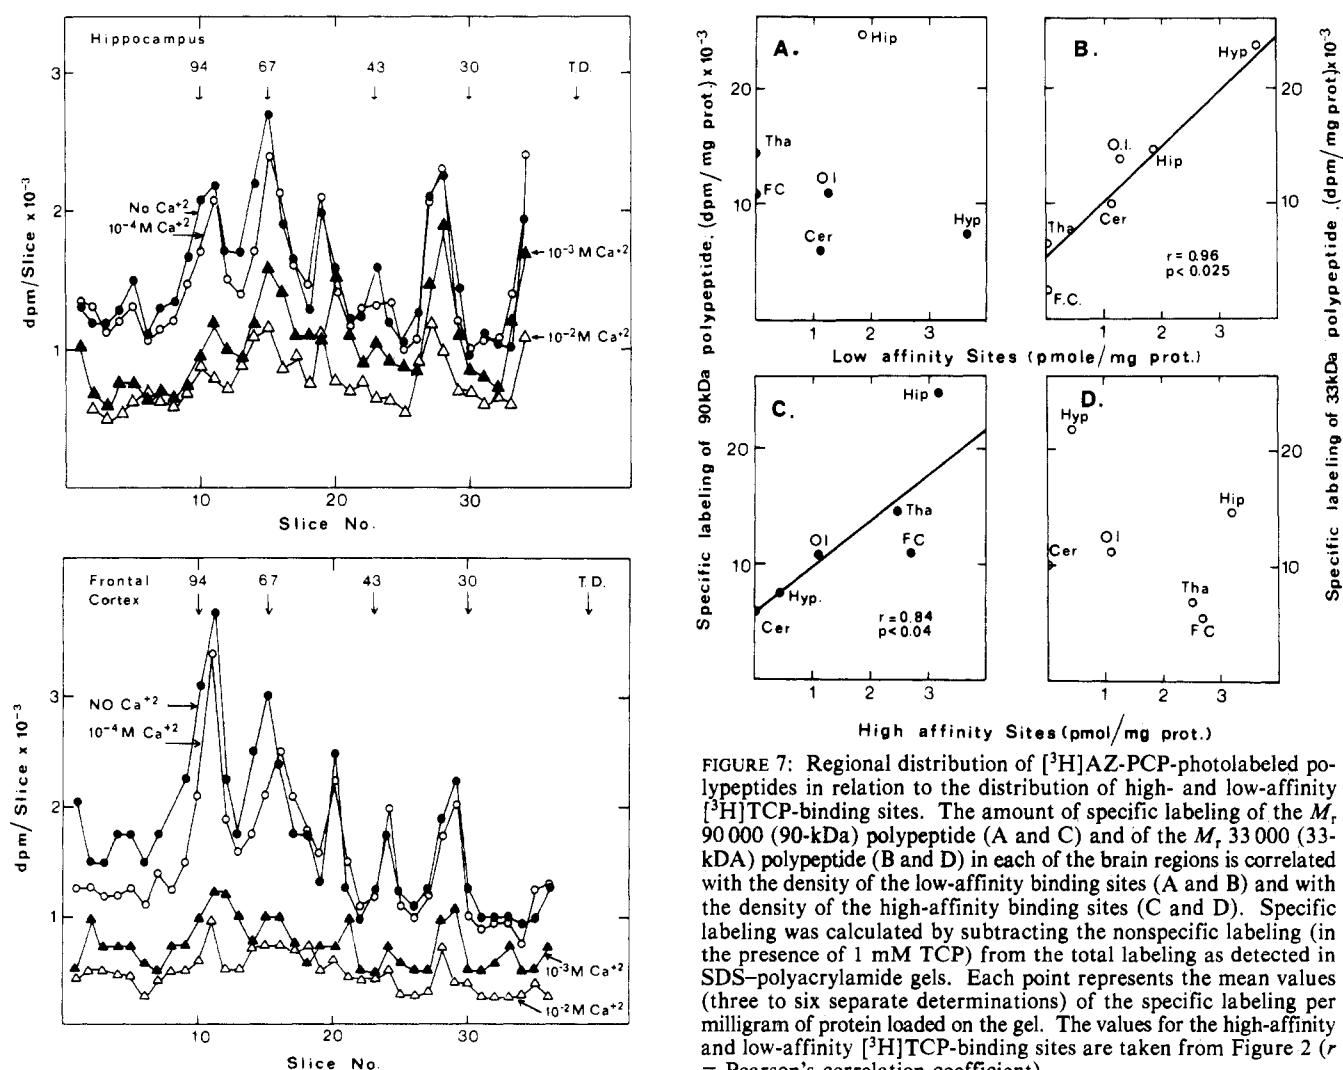 Hippocampus
94 67 43 30 T.D.
3
2
1
dpm/Slice x 10⁻³
No Ca⁺²
10⁻⁴M Ca⁺²
10⁻³M Ca⁺²
10⁻²M Ca⁺²
10 20 30
Slice No.
Frontal
Cortex
94 67 43 30 T.D.
3
2
1
dpm/ Slice x 10⁻³
NO Ca⁺²
10⁻⁴M Ca⁺²
10⁻³M Ca⁺²
10⁻²M Ca⁺²
10 20 30
Slice No.
Specific labeling of 90kDa polypeptide, (dpm/mg prot.) x 10⁻³
A.
Hip
20
Tha
FC
OI
10
Cer
Hyp
1 2 3
B.
Hyp
20
O.I.
Hip
10
Cer
Tha
r = 0.96
p< 0.025
F.C.
1 2 3
Low affinity Sites (pmole/mg prot.)
Specific labeling of 33kDa polypeptide, (dpm/mg prot)x10⁻³
C.
Hip
20
Tha
OI
FC
10
Hyp.
Cer
r=0.84
p<0.04
1 2 3
D.
Hyp
20
Hip
OI
Cer
10
Tha
FC
1 2 3
High affinity Sites(pmol/mg prot.)
FIGURE 7: Regional distribution of [³H]AZ-PCP-photolabeled po-
lypeptides in relation to the distribution of high- and low-affinity
[³H]TCP-binding sites. The amount of specific labeling of the Mᵣ
90 000 (90-kDa) polypeptide (A and C) and of the Mᵣ 33 000 (33-
kDA) polypeptide (B and D) in each of the brain regions is correlated
with the density of the low-affinity binding sites (A and B) and with
the density of the high-affinity binding sites (C and D). Specific
labeling was calculated by subtracting the nonspecific labeling (in
the presence of 1 mM TCP) from the total labeling as detected in
SDS–polyacrylamide gels. Each point represents the mean values
(three to six separate determinations) of the specific labeling per
milligram of protein loaded on the gel. The values for the high-affinity
and low-affinity [³H]TCP-binding sites are taken from Figure 2 (r
= Pearson's correlation coefficient)